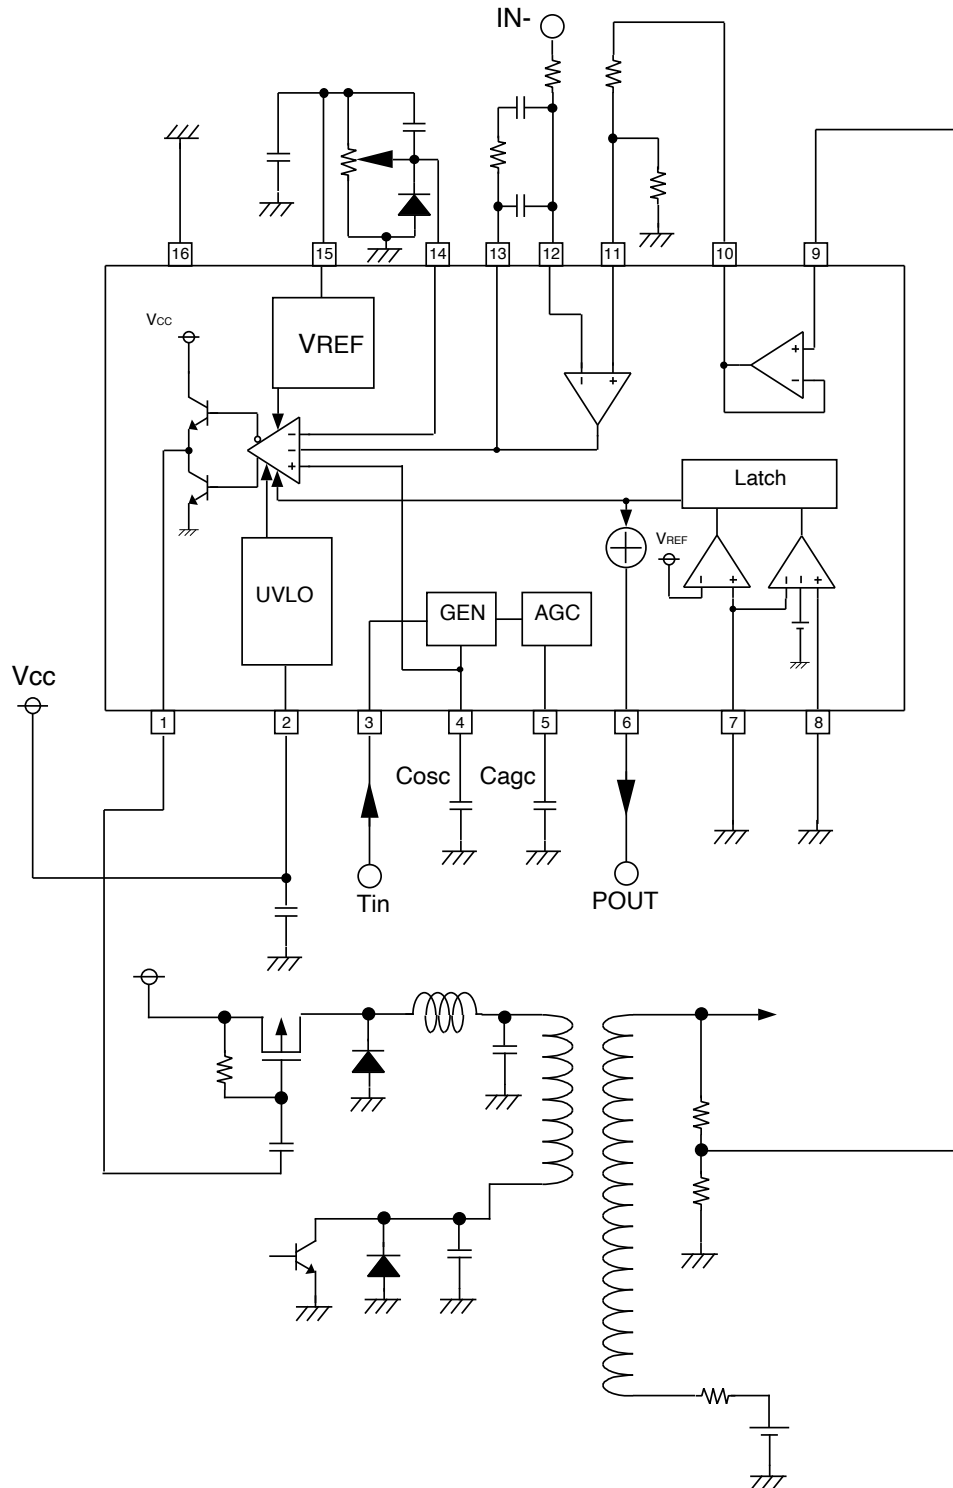 IN-
16
15
14
13
12
11
10
9
VCC
VREF
- + + -
-
-
+
Latch
VREF
UVLO
GEN
AGC
- + - - +
Vcc
1
2
3
4
5
6
7
8
Cosc
Cagc
Tin
POUT